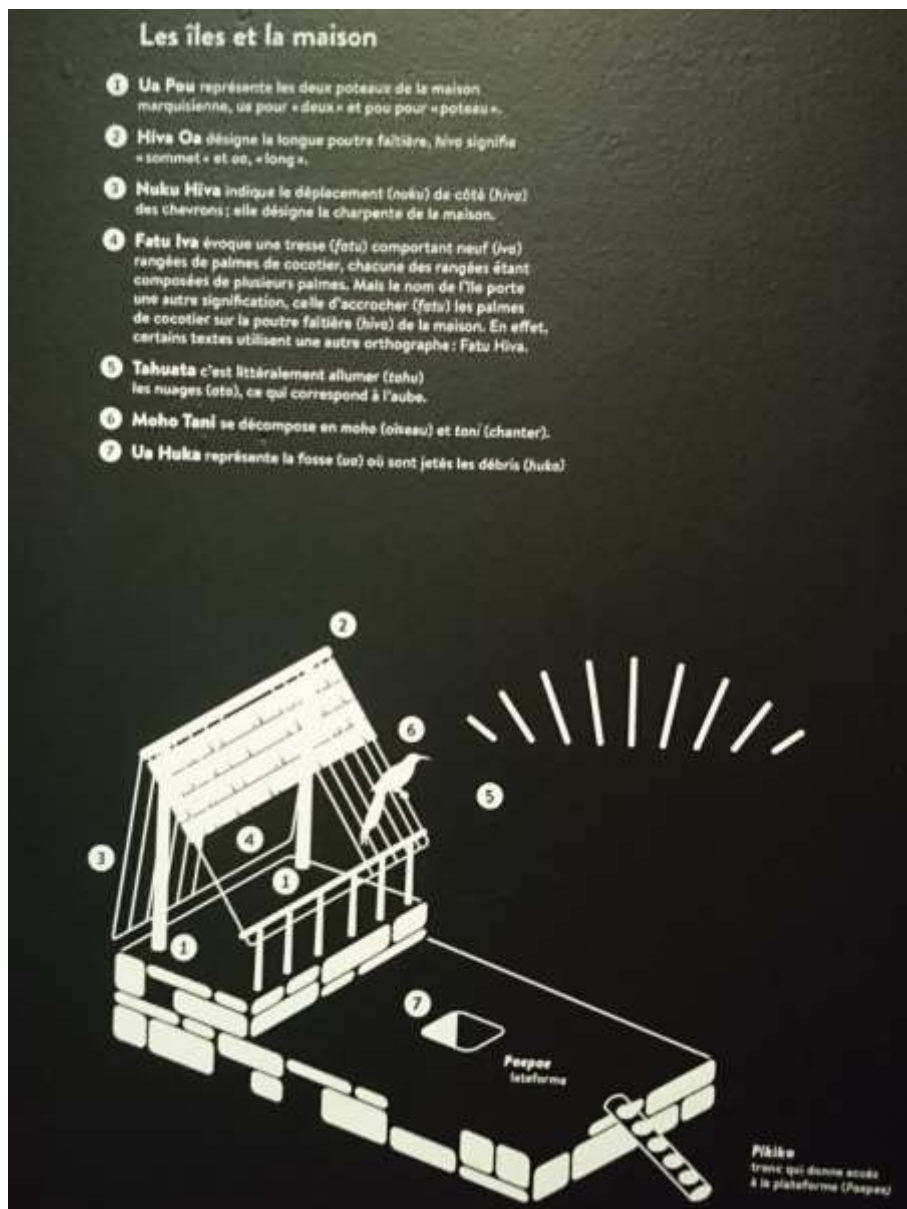 Les îles et la maison
1 Ua Pou représente les deux poteaux de la maison
marquisienne, ua pour « deux » et pou pour « poteau ».
2 Hiva Oa désigne la longue poutre faîtière, hiva signifie
« sommet » et oa, « long ».
3 Nuku Hiva indique le déplacement (nuku) de côté (hiva)
des chevrons ; elle désigne la charpente de la maison.
4 Fatu Iva évoque une tresse (fatu) comportant neuf (iva)
rangées de palmes de cocotier, chacune des rangées étant
composées de plusieurs palmes. Mais le nom de l'île porte
une autre signification, celle d'accrocher (fatu) les palmes
de cocotier sur la poutre faîtière (hiva) de la maison. En effet,
certains textes utilisent une autre orthographe : Fatu Hiva.
5 Tahuata c'est littéralement allumer (tahu)
les nuages (ata), ce qui correspond à l'aube.
6 Moho Tani se décompose en moho (oiseau) et tani (chanter).
7 Ua Huka représente la fosse (ua) où sont jetés les débris (huka)
2
6
5
4
3
1
1
7
Paepae
lateforme
Pikiko
tronc qui donne accès
à la plateforme (Paepae)